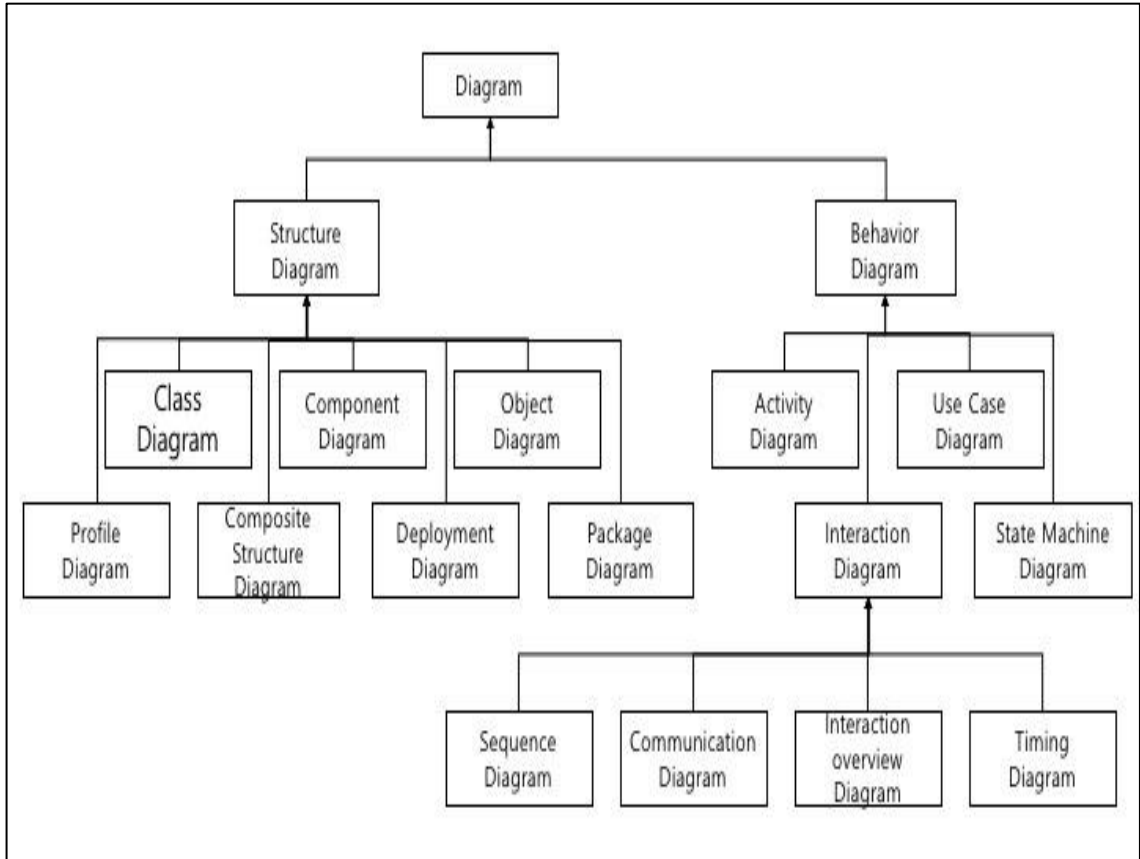 Diagram
Structure
Diagram
Behavior
Diagram
Class
Diagram
Component
Diagram
Object
Diagram
Activity
Diagram
Use Case
Diagram
Profile
Diagram
Composite
Structure
Diagram
Deployment
Diagram
Package
Diagram
Interaction
Diagram
State Machine
Diagram
Sequence
Diagram
Communication
Diagram
Interaction
overview
Diagram
Timing
Diagram